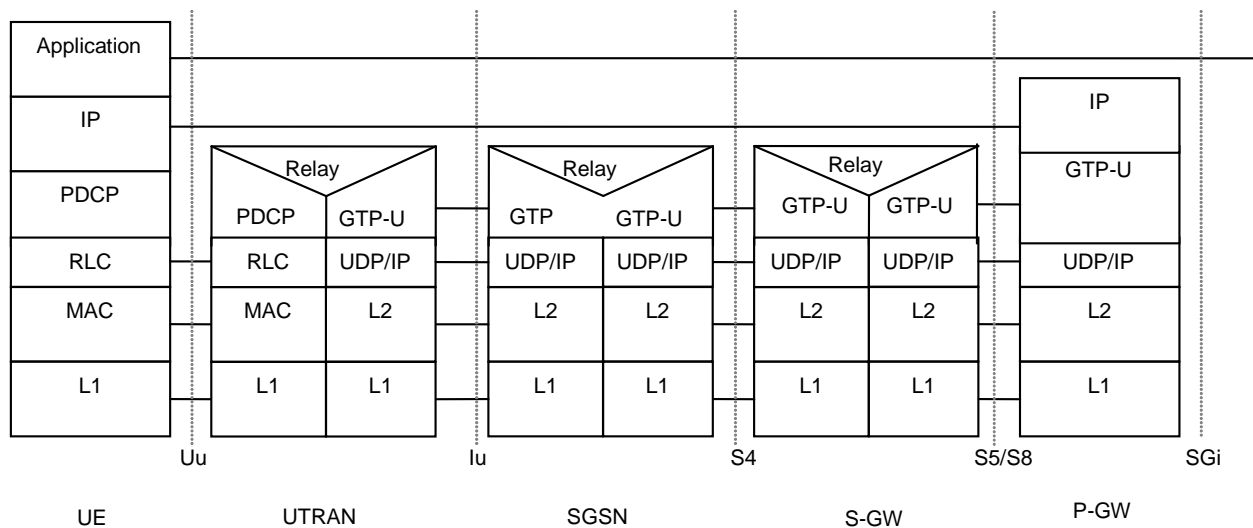 Application
IP
IP
Relay
Relay
Relay
GTP-U
PDCP
PDCP
GTP-U
GTP
GTP-U
GTP-U
GTP-U
RLC
RLC
UDP/IP
UDP/IP
UDP/IP
UDP/IP
UDP/IP
UDP/IP
MAC
MAC
L2
L2
L2
L2
L2
L2
L1
L1
L1
L1
L1
L1
L1
L1
Uu
Iu
S4
S5/S8
SGi
UE
UTRAN
SGSN
S-GW
P-GW